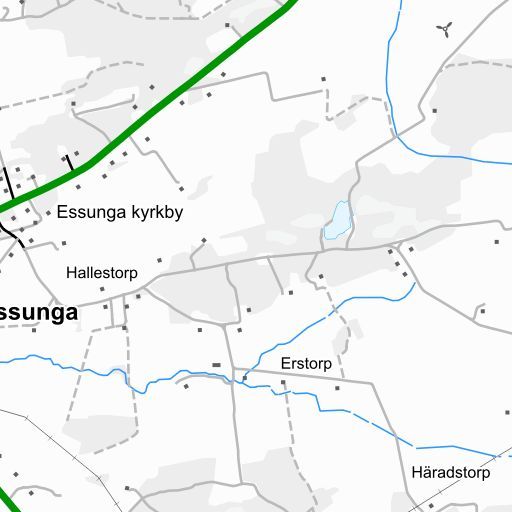 Essunga kyrkby
Hallestorp
ssunga
Erstorp
Häradstorp